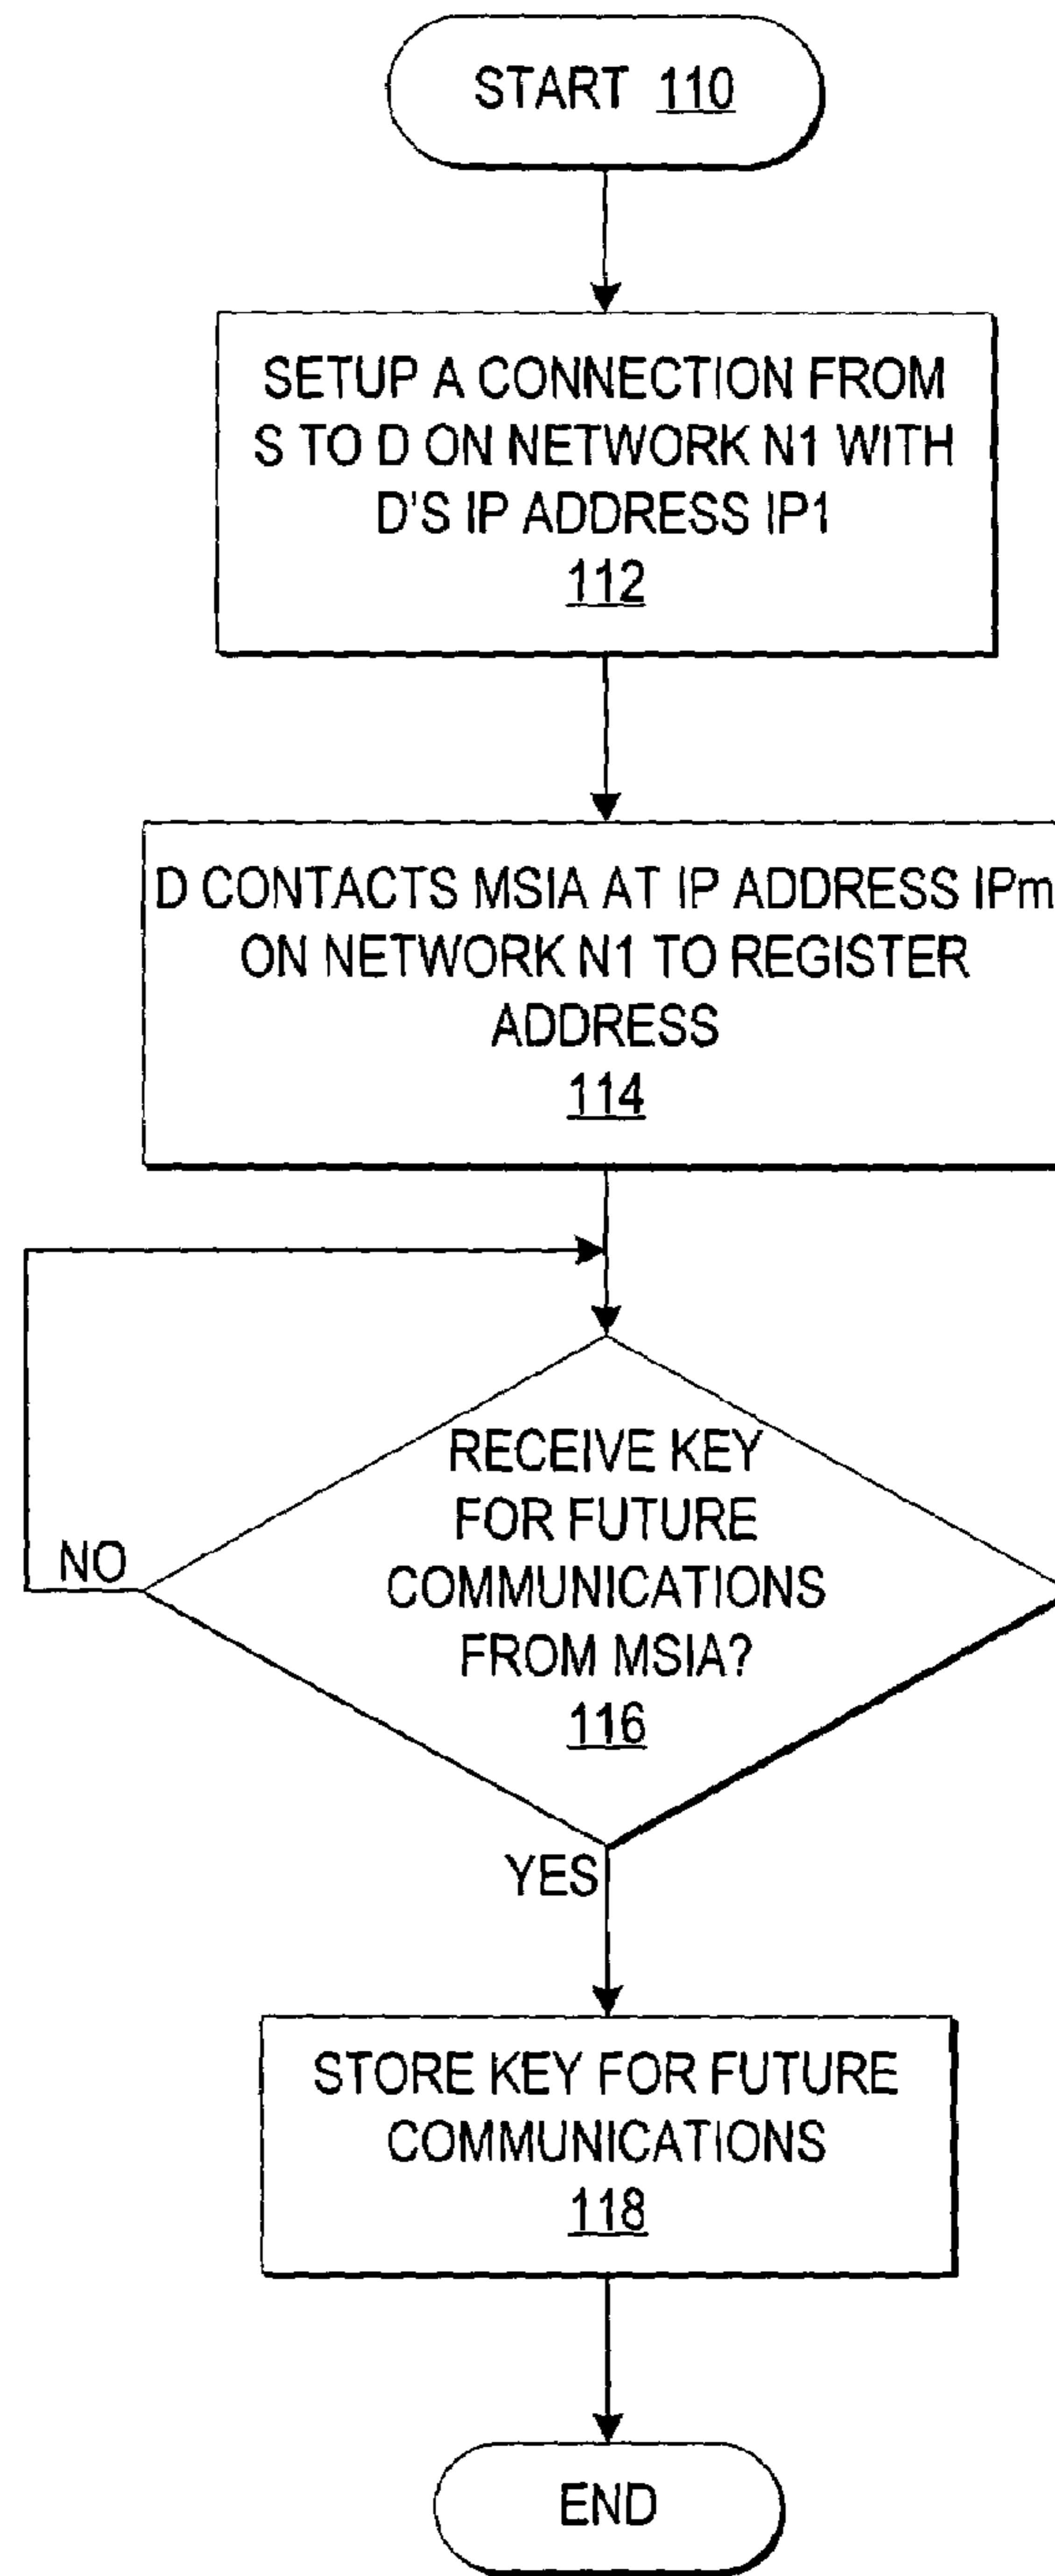 START 110
SETUP A CONNECTION FROM
S TO D ON NETWORK N1 WITH
D'S IP ADDRESS IP1
112
D CONTACTS MSIA AT IP ADDRESS IPm
ON NETWORK N1 TO REGISTER
ADDRESS
114
RECEIVE KEY
FOR FUTURE
COMMUNICATIONS
FROM MSIA?
116
NO
YES
STORE KEY FOR FUTURE
COMMUNICATIONS
118
END